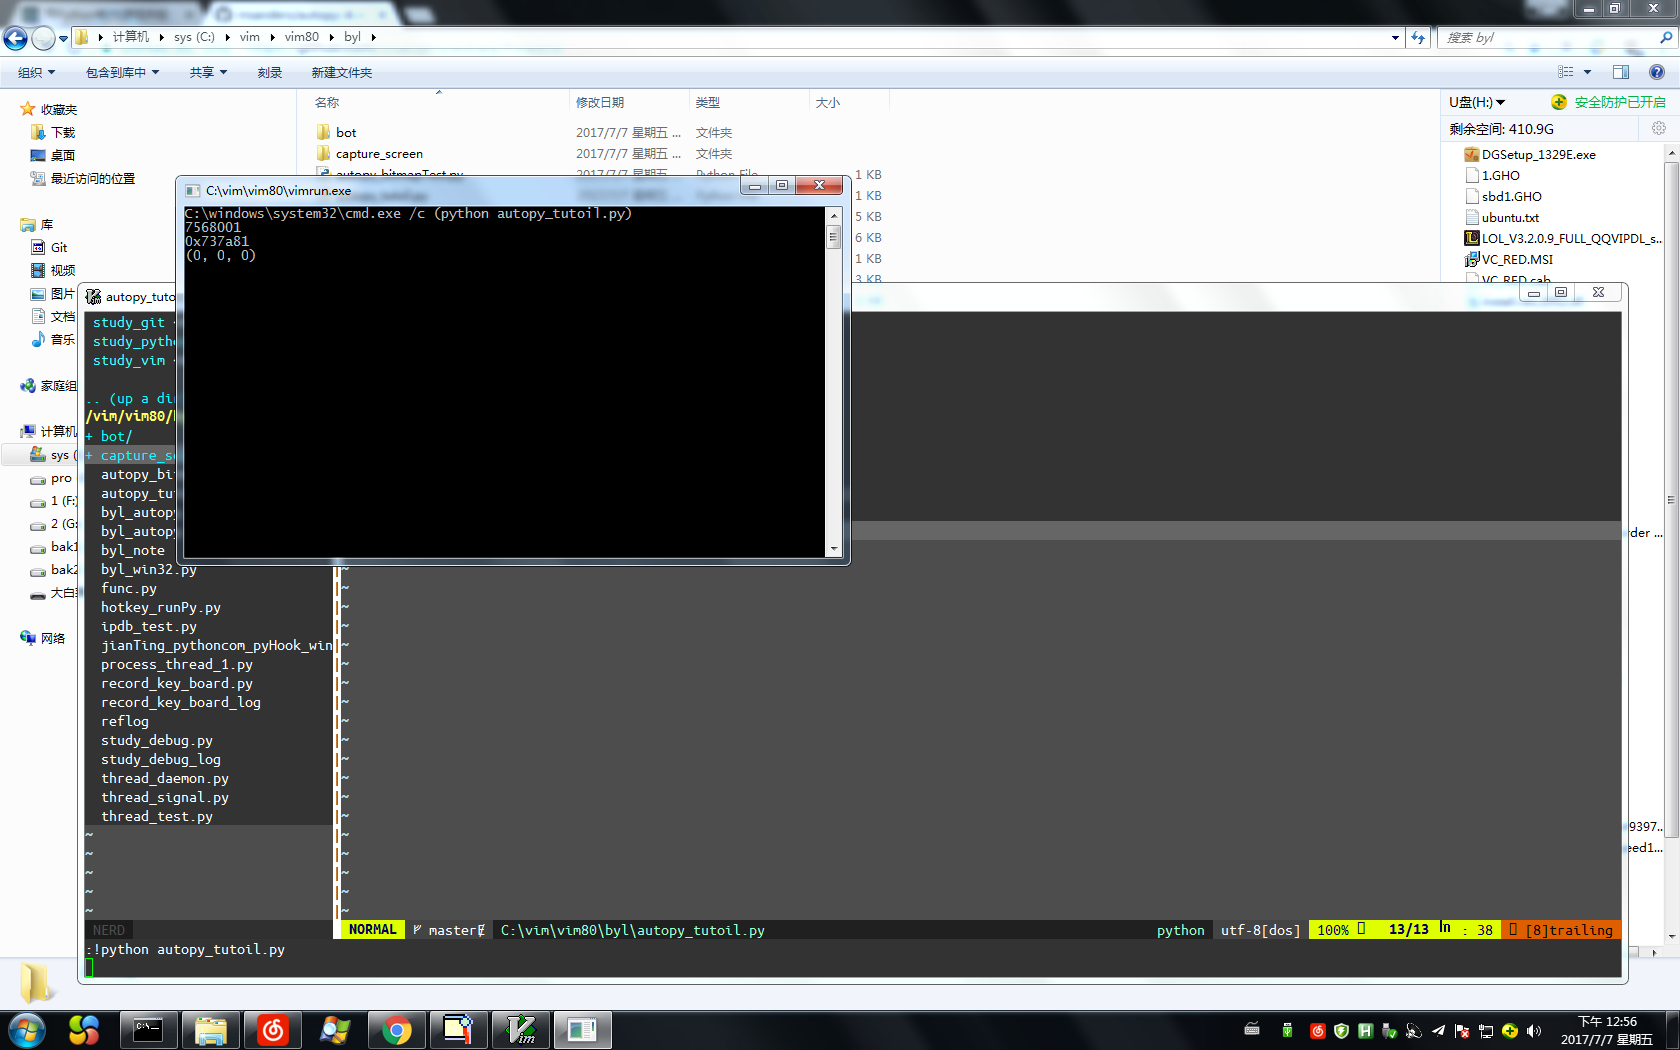 计算机 sys (C:) vim vim80 byl
搜索 byl
组织 包含到库中 共享 刻录 新建文件夹
名称 修改日期 类型 大小
bot 2017/7/7 星期五 ... 文件夹
capture_screen 2017/7/7 星期五 ... 文件夹
autopy_bitmapTest.py 2017/7/7 星期五 ... Python File 1 KB
1 KB
5 KB
6 KB
1 KB
3 KB
收藏夹
下载
桌面
最近访问的位置
库
Git
视频
图片
文档
音乐
家庭组
计算机
sys (
pro
1 (F:
2 (G:
bak1
bak2
网络
U盘(H:) 安全防护已开启
剩余空间: 410.9G
DGSetup_1329E.exe
1.GHO
sbd1.GHO
ubuntu.txt
LOL_V3.2.0.9_FULL_QQVIPDL_s...
VC_RED.MSI
VC_RED.cab
rder ...
9397...
eed1...
C:\vim\vim80\vimrun.exe
C:\windows\system32\cmd.exe /c (python autopy_tutoil.py)
7568001
0x737a81
(0, 0, 0)
autopy_tuto
study_git
study_pytho
study_vim
.. (up a di
/vim/vim80/
+ bot/
+ capture_sc
autopy_bi
autopy_tu
byl_autopy
byl_autopy
byl_note
byl_win32.py
func.py
hotkey_runPy.py
ipdb_test.py
jianTing_pythoncom_pyHook_win
process_thread_1.py
record_key_board.py
record_key_board_log
reflog
study_debug.py
study_debug_log
thread_daemon.py
thread_signal.py
thread_test.py
NERD
NORMAL master C:\vim\vim80\byl\autopy_tutoil.py python utf-8[dos] 100% 13/13 ln : 38 [8]trailing
:!python autopy_tutoil.py
下午 12:56
2017/7/7 星期五